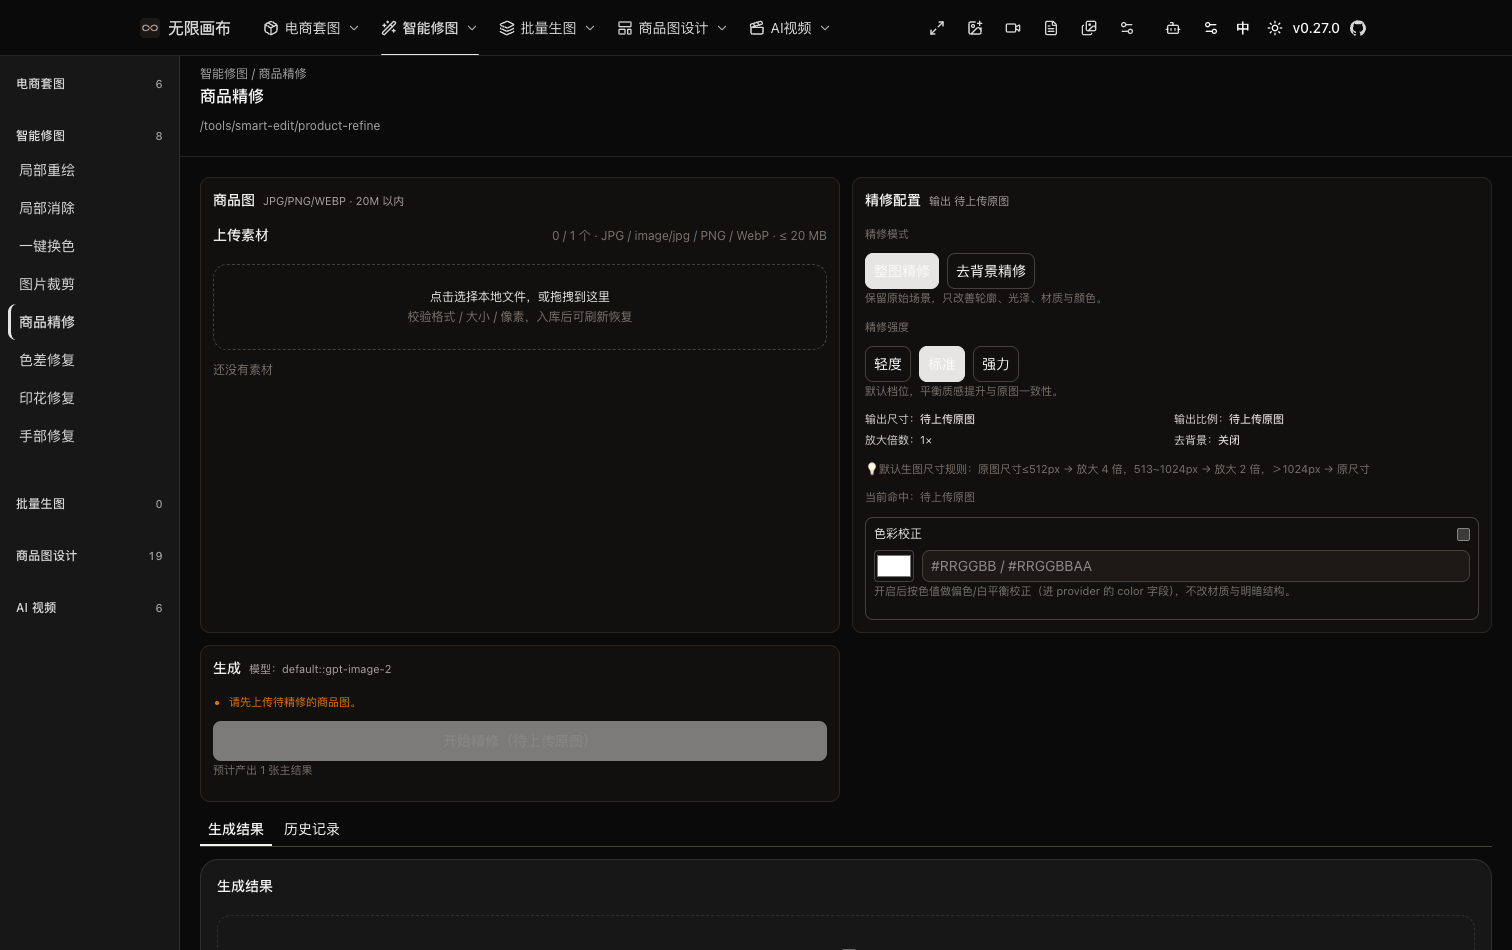 无限画布
电商套图
智能修图
批量生图
商品图设计
AI视频
中
v0.27.0
电商套图 6
智能修图 8
局部重绘
局部消除
一键换色
图片裁剪
商品精修
色差修复
印花修复
手部修复
批量生图 0
商品图设计 19
AI 视频 6
智能修图 / 商品精修
商品精修
/tools/smart-edit/product-refine
商品图 JPG/PNG/WEBP · 20M 以内
上传素材 0 / 1 个 · JPG / image/jpg / PNG / WebP · ≤ 20 MB
点击选择本地文件，或拖拽到这里
校验格式 / 大小 / 像素，入库后可刷新恢复
还没有素材
精修配置 输出 待上传原图
精修模式
整图精修 去背景精修
保留原始场景，只改善轮廓、光泽、材质与颜色。
精修强度
轻度 标准 强力
默认档位，平衡质感提升与原图一致性。
输出尺寸：待上传原图 输出比例：待上传原图
放大倍数：1× 去背景：关闭
💡默认生图尺寸规则：原图尺寸≤512px → 放大 4 倍，513~1024px → 放大 2 倍，＞1024px → 原尺寸
当前命中：待上传原图
色彩校正
#RRGGBB / #RRGGBBAA
开启后按色值做偏色/白平衡校正（进 provider 的 color 字段），不改材质与明暗结构。
生成 模型：default::gpt-image-2
• 请先上传待精修的商品图。
开始精修（待上传原图）
预计产出 1 张主结果
生成结果 历史记录
生成结果